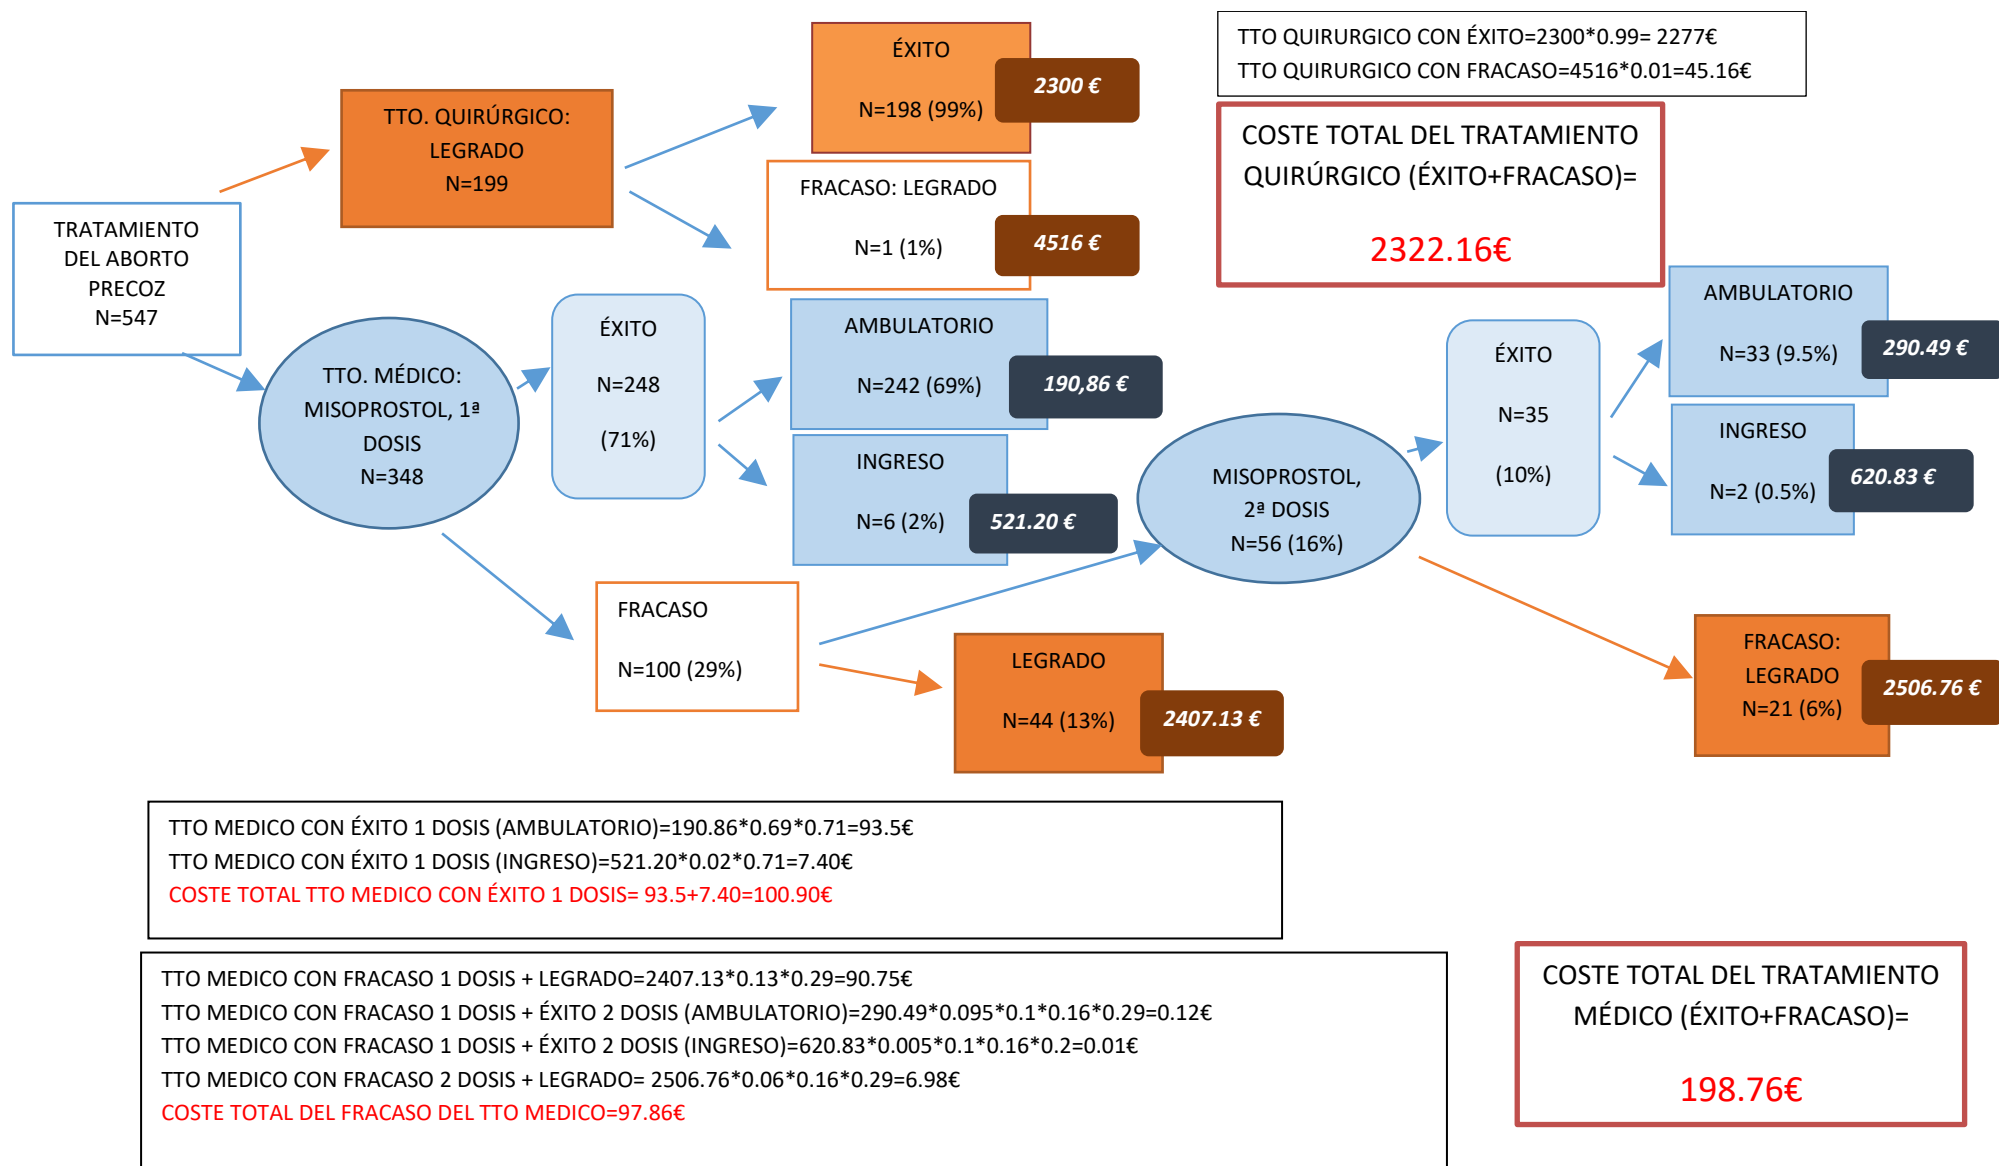 TRATAMIENTO
DEL ABORTO
PRECOZ
N=547
TTO. QUIRÚRGICO:
LEGRADO
N=199
ÉXITO
N=198 (99%)
2300 €
FRACASO: LEGRADO
N=1 (1%)
4516 €
TTO QUIRURGICO CON ÉXITO=2300*0.99= 2277€
TTO QUIRURGICO CON FRACASO=4516*0.01=45.16€
COSTE TOTAL DEL TRATAMIENTO
QUIRÚRGICO (ÉXITO+FRACASO)=
2322.16€
TTO. MÉDICO:
MISOPROSTOL, 1ª
DOSIS
N=348
ÉXITO
N=248
(71%)
AMBULATORIO
N=242 (69%)
190,86 €
INGRESO
N=6 (2%)
521.20 €
FRACASO
N=100 (29%)
LEGRADO
N=44 (13%)
2407.13 €
MISOPROSTOL,
2ª DOSIS
N=56 (16%)
ÉXITO
N=35
(10%)
AMBULATORIO
N=33 (9.5%)
290.49 €
INGRESO
N=2 (0.5%)
620.83 €
FRACASO:
LEGRADO
N=21 (6%)
2506.76 €
TTO MEDICO CON ÉXITO 1 DOSIS (AMBULATORIO)=190.86*0.69*0.71=93.5€
TTO MEDICO CON ÉXITO 1 DOSIS (INGRESO)=521.20*0.02*0.71=7.40€
COSTE TOTAL TTO MEDICO CON ÉXITO 1 DOSIS= 93.5+7.40=100.90€
TTO MEDICO CON FRACASO 1 DOSIS + LEGRADO=2407.13*0.13*0.29=90.75€
TTO MEDICO CON FRACASO 1 DOSIS + ÉXITO 2 DOSIS (AMBULATORIO)=290.49*0.095*0.1*0.16*0.29=0.12€
TTO MEDICO CON FRACASO 1 DOSIS + ÉXITO 2 DOSIS (INGRESO)=620.83*0.005*0.1*0.16*0.2=0.01€
TTO MEDICO CON FRACASO 2 DOSIS + LEGRADO= 2506.76*0.06*0.16*0.29=6.98€
COSTE TOTAL DEL FRACASO DEL TTO MEDICO=97.86€
COSTE TOTAL DEL TRATAMIENTO
MÉDICO (ÉXITO+FRACASO)=
198.76€